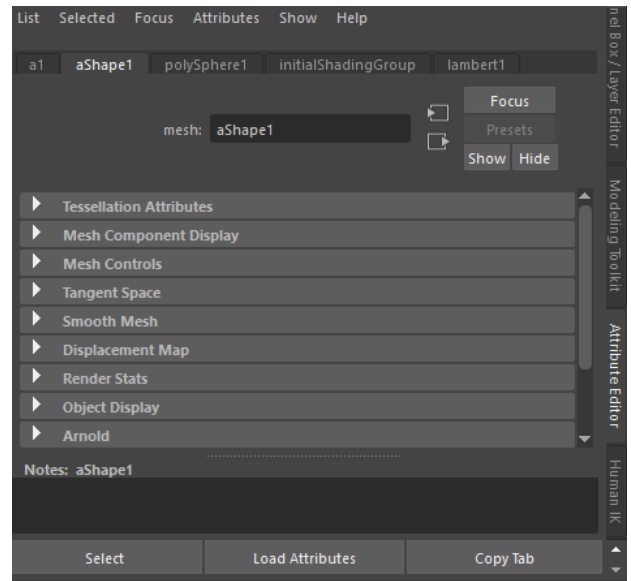 List Selected Focus Attributes Show Help
a1 aShape1 polySphere1 initialShadingGroup lambert1
mesh: aShape1
Focus
Presets
Show Hide
Tessellation Attributes
Mesh Component Display
Mesh Controls
Tangent Space
Smooth Mesh
Displacement Map
Render Stats
Object Display
Arnold
Notes: aShape1
Select Load Attributes Copy Tab
nel Box / Layer Editor
Modeling Toolkit
Attribute Editor
Human IK